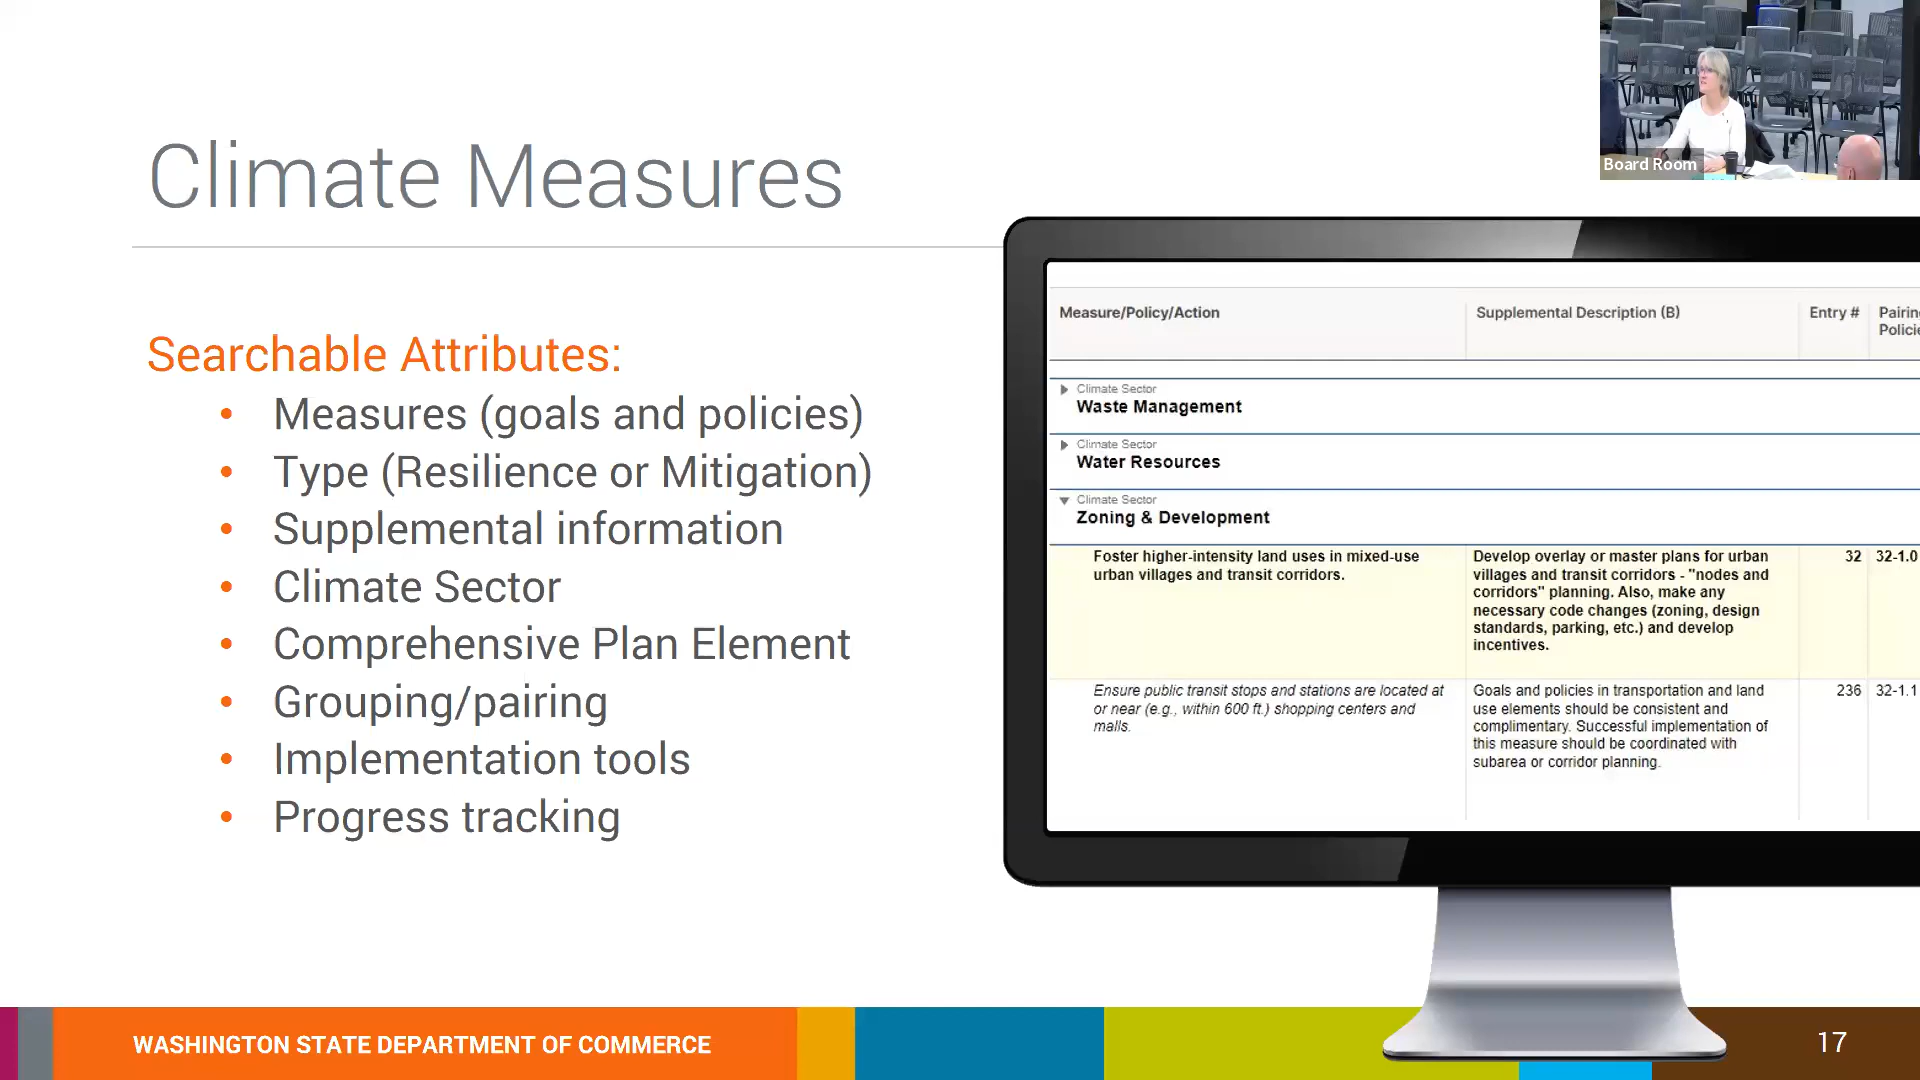 Board Room
Climate Measures
Searchable Attributes:
• Measures (goals and policies)
• Type (Resilience or Mitigation)
• Supplemental information
• Climate Sector
• Comprehensive Plan Element
• Grouping/pairing
• Implementation tools
• Progress tracking
Measure/Policy/Action
Supplemental Description (B)
Entry #
Climate Sector
Waste Management
Climate Sector
Water Resources
Climate Sector
Zoning & Development
Foster higher-intensity land uses in mixed-use
urban villages and transit corridors.
Develop overlay or master plans for urban
villages and transit corridors - "nodes and
corridors" planning. Also, make any
necessary code changes (zoning, design
standards, parking, etc.) and develop
incentives.
32
32-1.0
Ensure public transit stops and stations are located at
or near (e.g., within 600 ft.) shopping centers and
malls.
Goals and policies in transportation and land
use elements should be consistent and
complimentary. Successful implementation of
this measure should be coordinated with
subarea or corridor planning.
236
32-1.1
WASHINGTON STATE DEPARTMENT OF COMMERCE
17